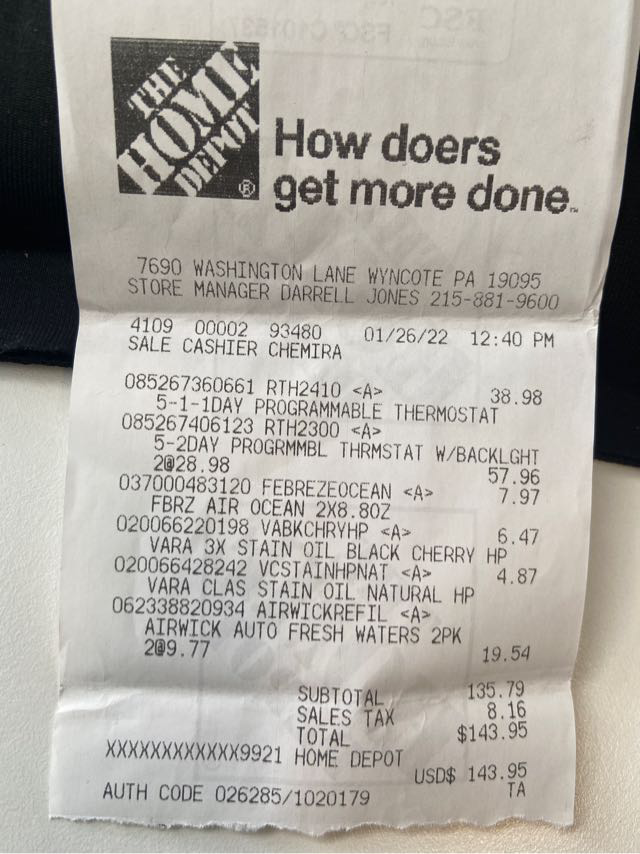 THE
HOME
DEPOT
®
How doers
get more done™
7690 WASHINGTON LANE WYNCOTE PA 19095
STORE MANAGER DARRELL JONES 215-881-9600
4109 00002 93480 01/26/22 12:40 PM
SALE CASHIER CHEMIRA
085267360661 RTH2410 <A> 38.98
5-1-1DAY PROGRAMMABLE THERMOSTAT
085267406123 RTH2300 <A>
5-2DAY PROGRMMBL THRMSTAT W/BACKLGHT
2@28.98 57.96
037000483120 FEBREZEOCEAN <A> 7.97
FBRZ AIR OCEAN 2X8.8OZ
020066220198 VABKCHRYHP <A> 6.47
VARA 3X STAIN OIL BLACK CHERRY HP
020066428242 VCSTAINHPNAT <A> 4.87
VARA CLAS STAIN OIL NATURAL HP
062338820934 AIRWICKREFIL <A>
AIRWICK AUTO FRESH WATERS 2PK
2@9.77 19.54
SUBTOTAL 135.79
SALES TAX 8.16
TOTAL $143.95
XXXXXXXXXXXX9921 HOME DEPOT
USD$ 143.95
AUTH CODE 026285/1020179 TA